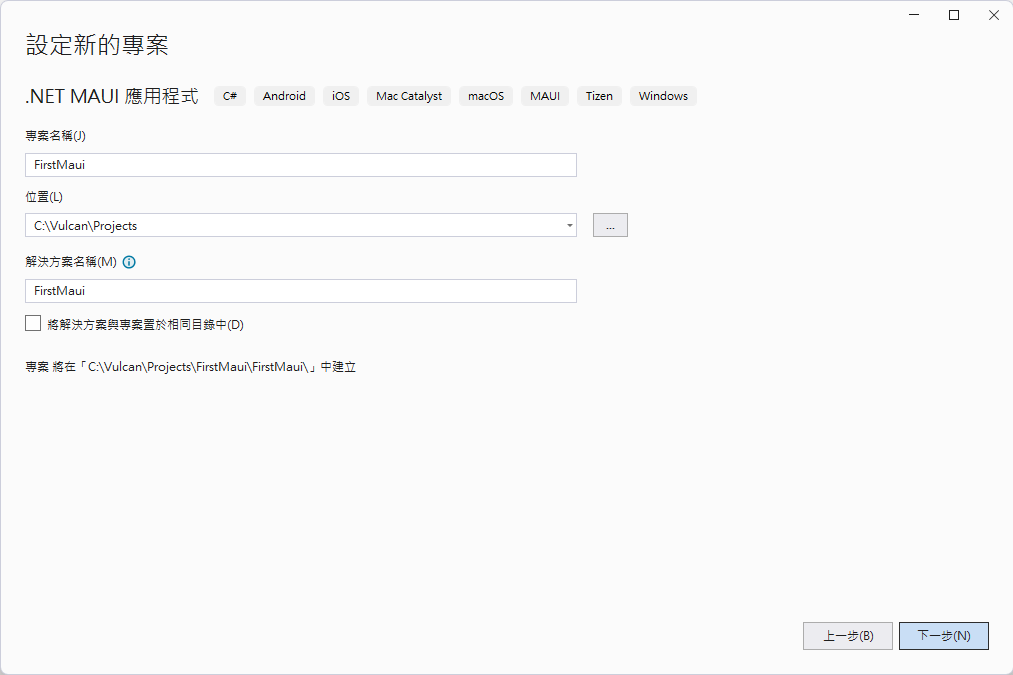 設定新的專案
.NET MAUI 應用程式 C# Android iOS Mac Catalyst macOS MAUI Tizen Windows
專案名稱(J)
FirstMaui
位置(L)
C:\Vulcan\Projects ...
解決方案名稱(M)
FirstMaui
將解決方案與專案置於相同目錄中(D)
專案 將在「C:\Vulcan\Projects\FirstMaui\FirstMaui\」中建立
上一步(B) 下一步(N)